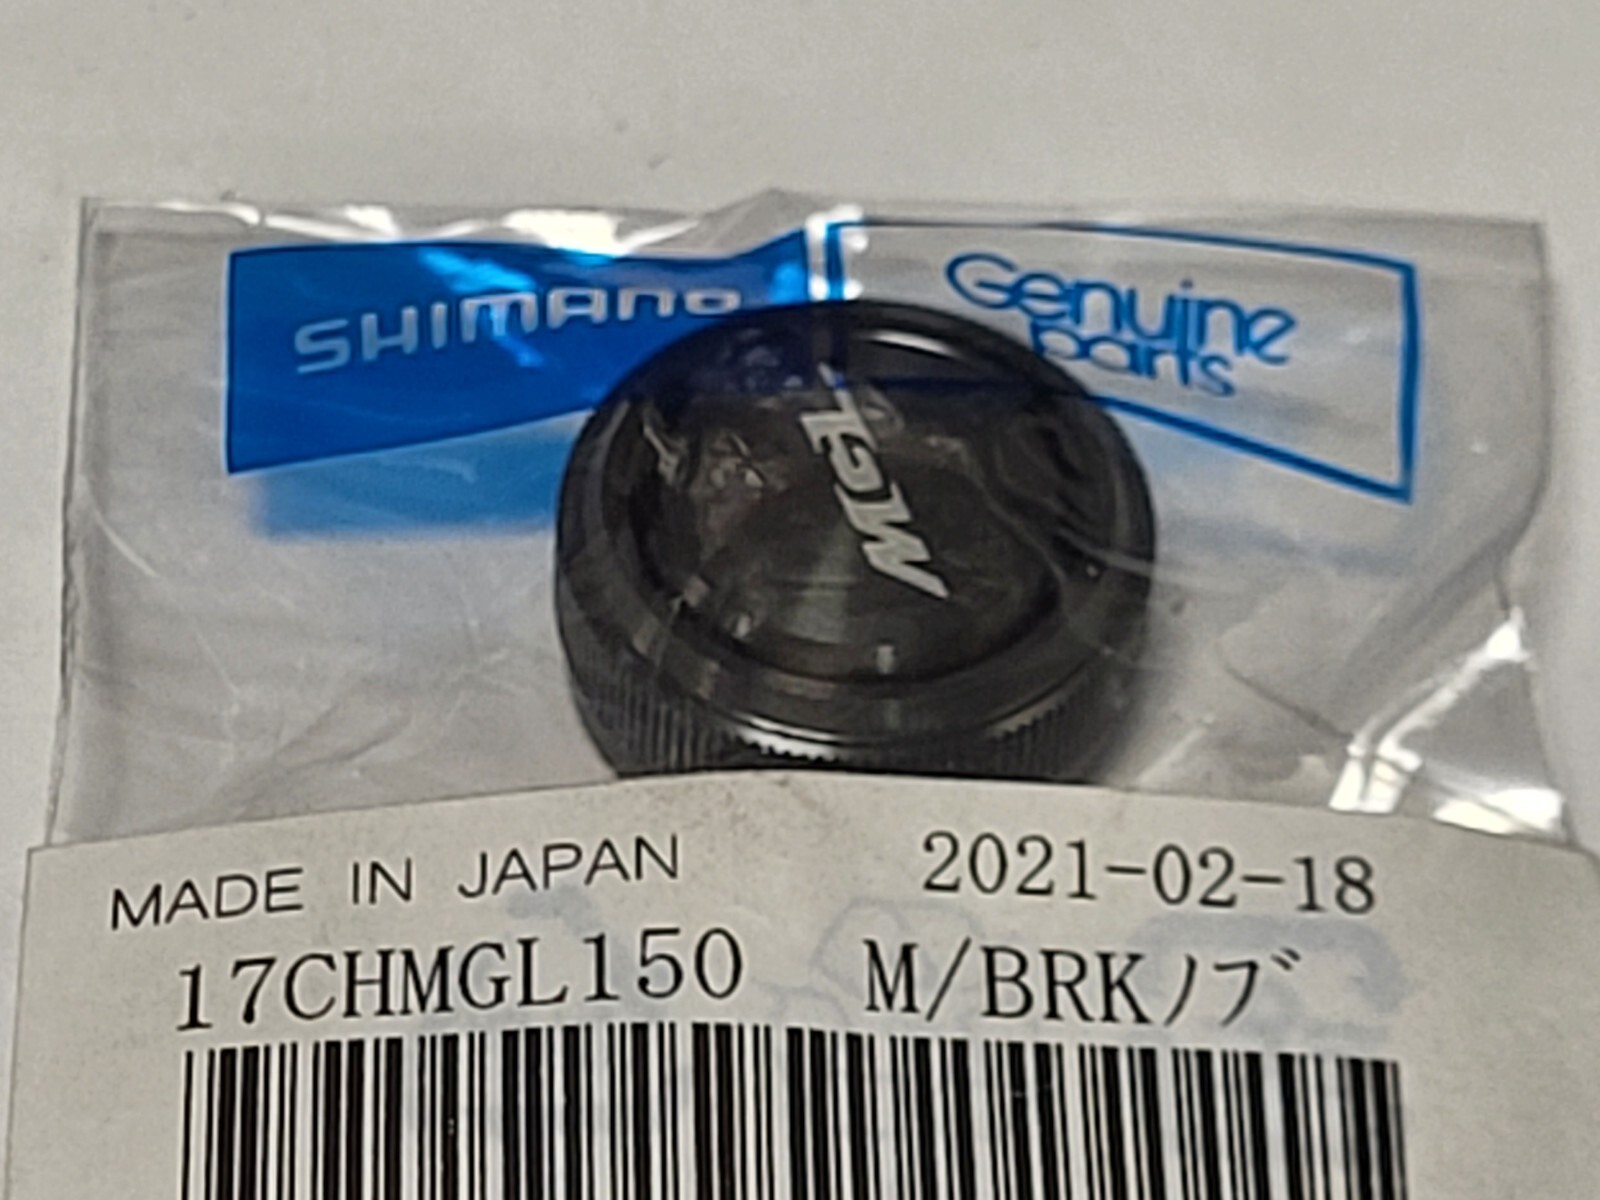 SHIMANO
Genuine
parts
MGL
MADE IN JAPAN 2021-02-18
17CHMGL150 M/BRKノブ